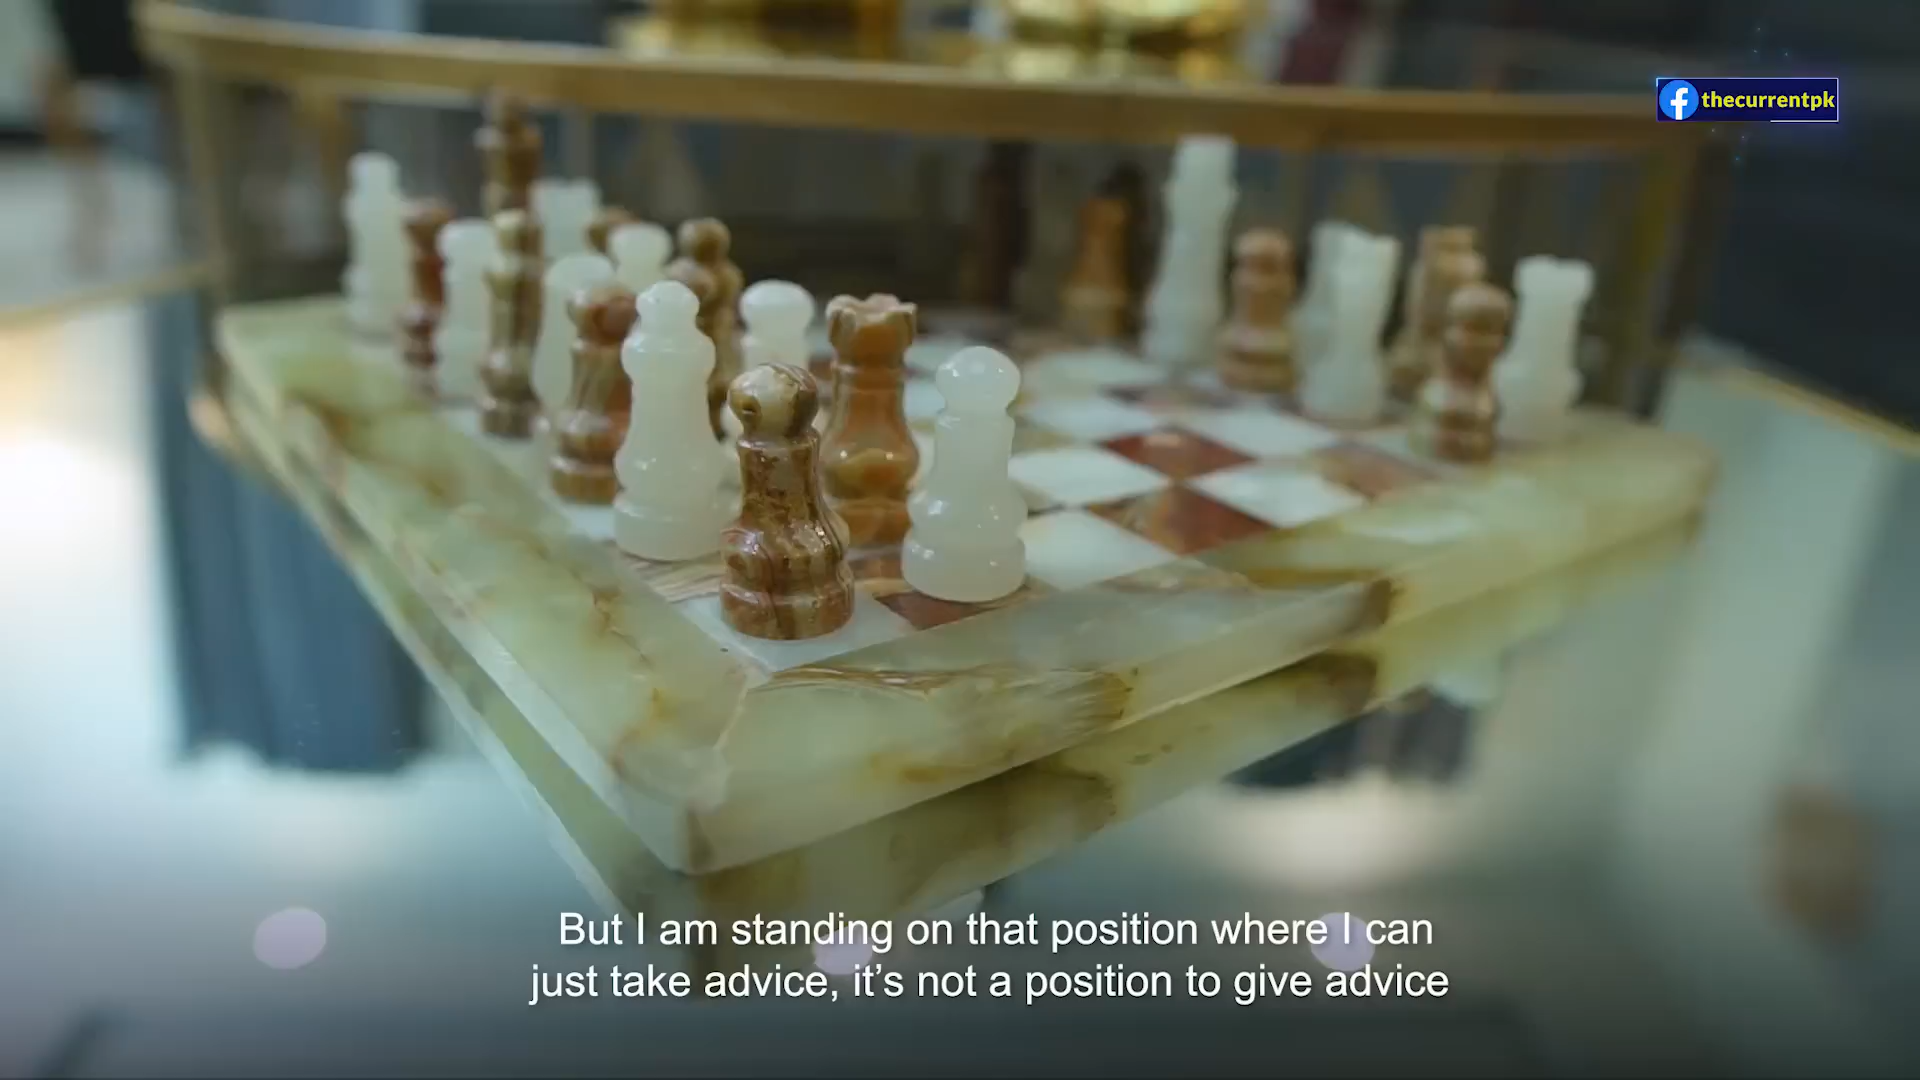 thecurrentpk
But I am standing on that position where I can
just take advice, it’s not a position to give advice